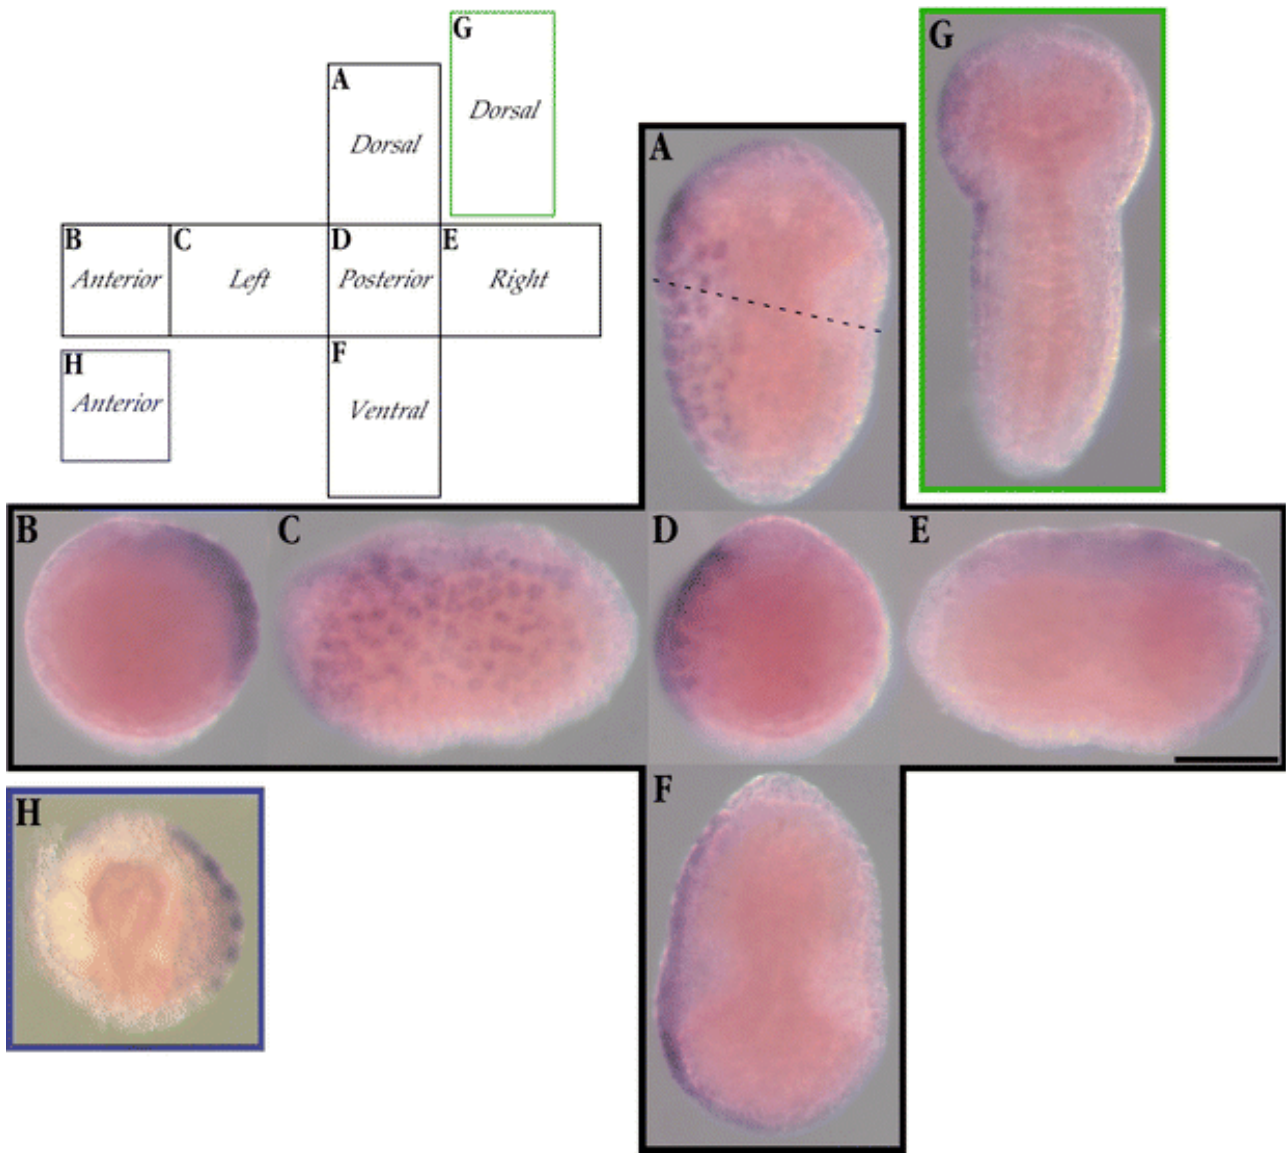 G
Dorsal
A
Dorsal
B
Anterior
C
Left
D
Posterior
E
Right
H
Anterior
F
Ventral
A
G
B
C
D
E
H
F